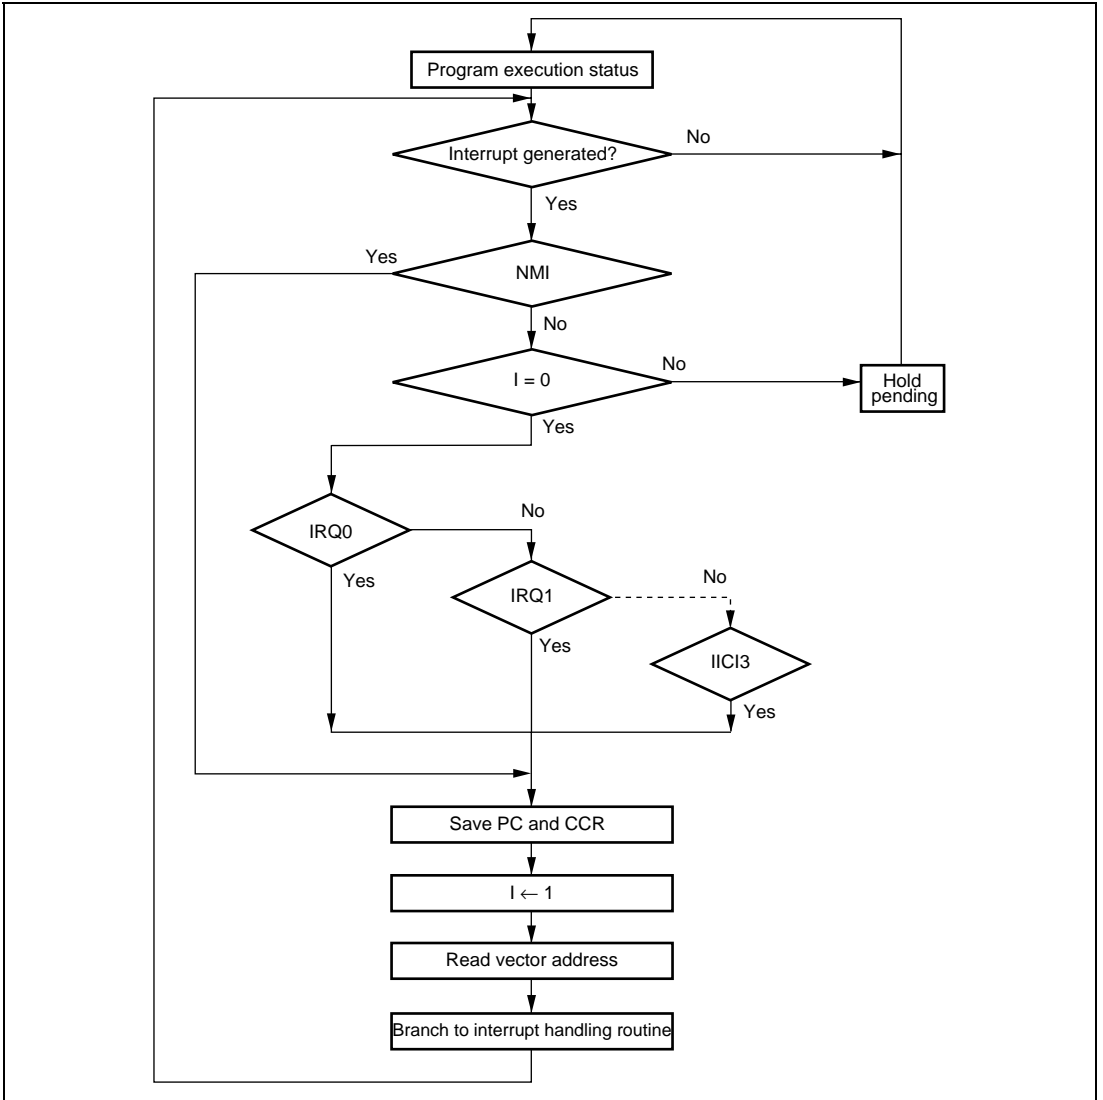 Program execution status
Interrupt generated?
No
Yes
Yes
NMI
No
I = 0
No
Hold
pending
Yes
IRQ0
No
Yes
IRQ1
No
Yes
IICI3
Yes
Save PC and CCR
I ← 1
Read vector address
Branch to interrupt handling routine